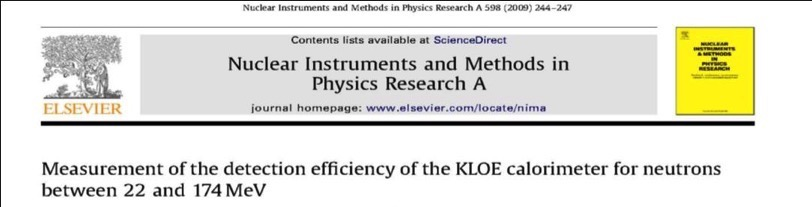 Nuclear Instruments and Methods in Physics Research A 598 (2009) 244–247
Contents lists available at ScienceDirect
Nuclear Instruments and Methods in
Physics Research A
journal homepage: www.elsevier.com/locate/nima
ELSEVIER
NUCLEAR
INSTRUMENTS
& METHODS
IN
PHYSICS
RESEARCH
Measurement of the detection efficiency of the KLOE calorimeter for neutrons
between 22 and 174 MeV